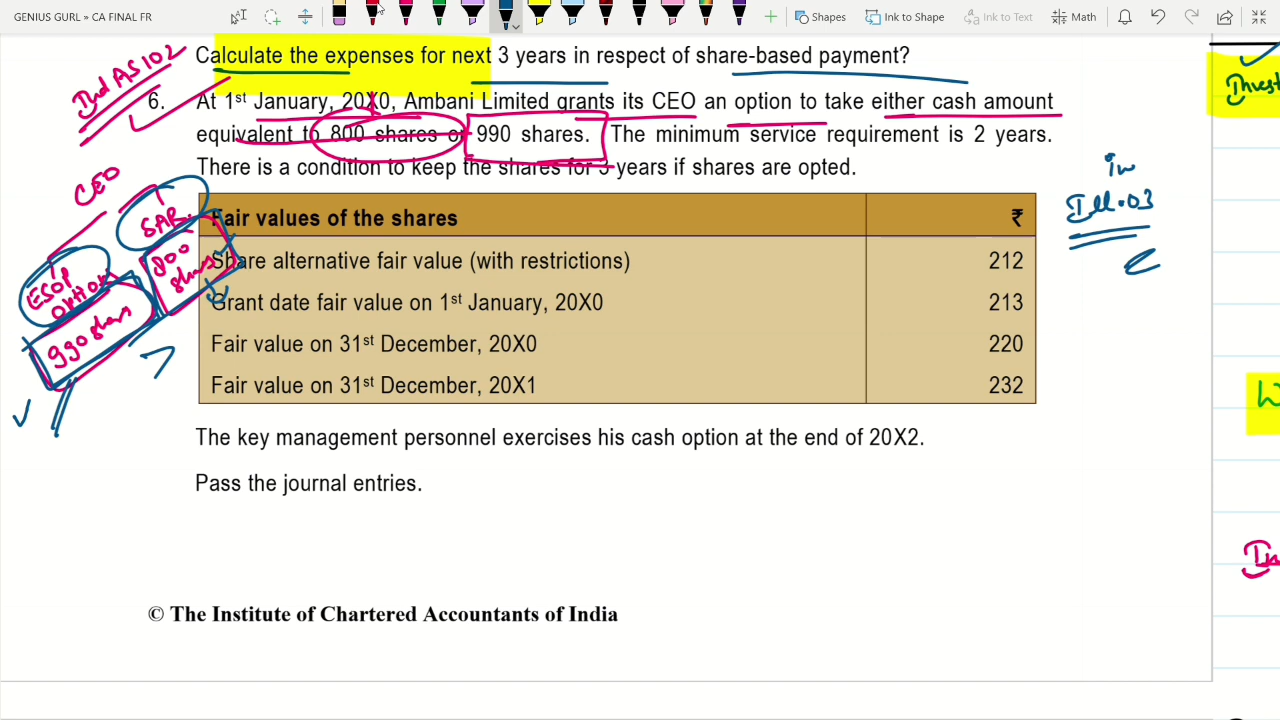 GENIUS GURL » CA FINAL FR
Shapes
Ink to Shape
Ink to Text
Math
Calculate the expenses for next 3 years in respect of share-based payment?
Ind AS 102
6. At 1st January, 20X0, Ambani Limited grants its CEO an option to take either cash amount
equivalent to 800 shares or 990 shares. The minimum service requirement is 2 years.
There is a condition to keep the shares for 3 years if shares are opted.
Fair values of the shares ₹
Share alternative fair value (with restrictions) 212
Grant date fair value on 1st January, 20X0 213
Fair value on 31st December, 20X0 220
Fair value on 31st December, 20X1 232
The key management personnel exercises his cash option at the end of 20X2.
Pass the journal entries.
© The Institute of Chartered Accountants of India
CEO
SAR
800
shares
ESOP
option
990 shares
in
Ill.03
Invest